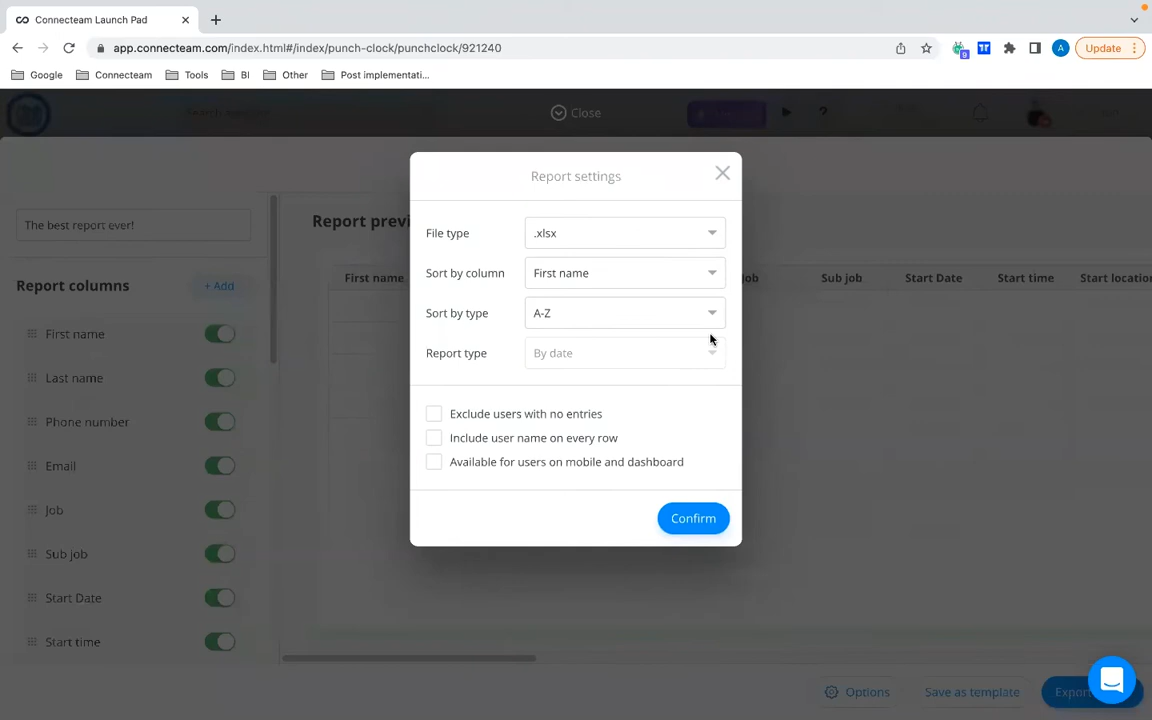 Connecteam Launch Pad
app.connecteam.com/index.html#/index/punch-clock/punchclock/921240
9
A
Update
Google
Connecteam
Tools
BI
Other
Post implementati...
Close
?
Report settings
The best report ever!
Report previ
File type
.xlsx
Sort by column
First name
Sort by type
A-Z
Report type
By date
Report columns
+ Add
First name
Job
Sub job
Start Date
Start time
Start location
First name
Last name
Phone number
Email
Job
Sub job
Start Date
Start time
Exclude users with no entries
Include user name on every row
Available for users on mobile and dashboard
Confirm
Options
Save as template
Export